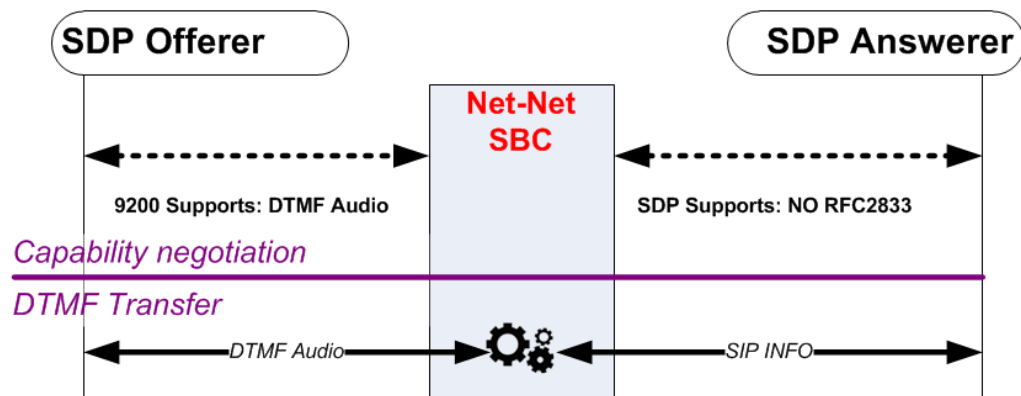 SDP Offerer
SDP Answerer
Net-Net
SBC
9200 Supports: DTMF Audio
SDP Supports: NO RFC2833
Capability negotiation
DTMF Transfer
DTMF Audio
SIP INFO